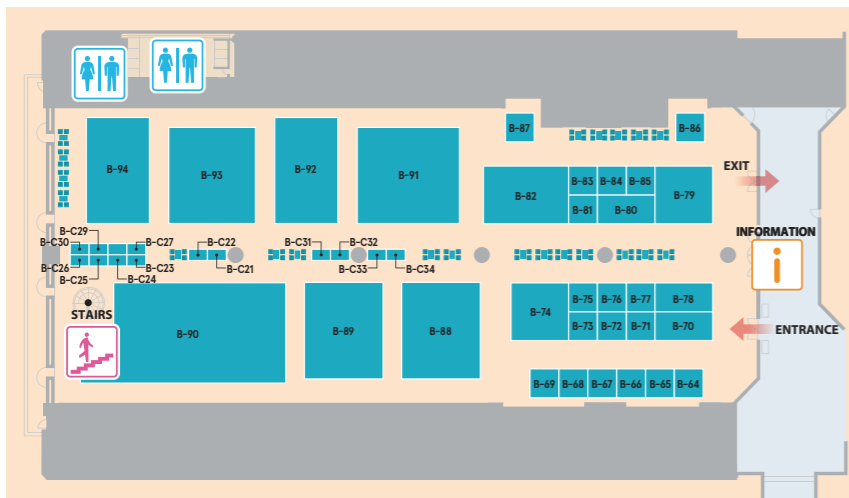 B-87
B-86
B-94
B-93
B-92
B-91
EXIT
B-82
B-83
B-84
B-85
B-79
B-81
B-80
B-C29
B-C30
B-C27
B-C22
B-C31
B-C32
INFORMATION
B-C26
B-C23
B-C21
B-C33
B-C34
B-C25
B-C24
STAIRS
B-90
B-89
B-88
B-74
B-75
B-76
B-77
B-78
B-73
B-72
B-71
B-70
ENTRANCE
B-69
B-68
B-67
B-66
B-65
B-64